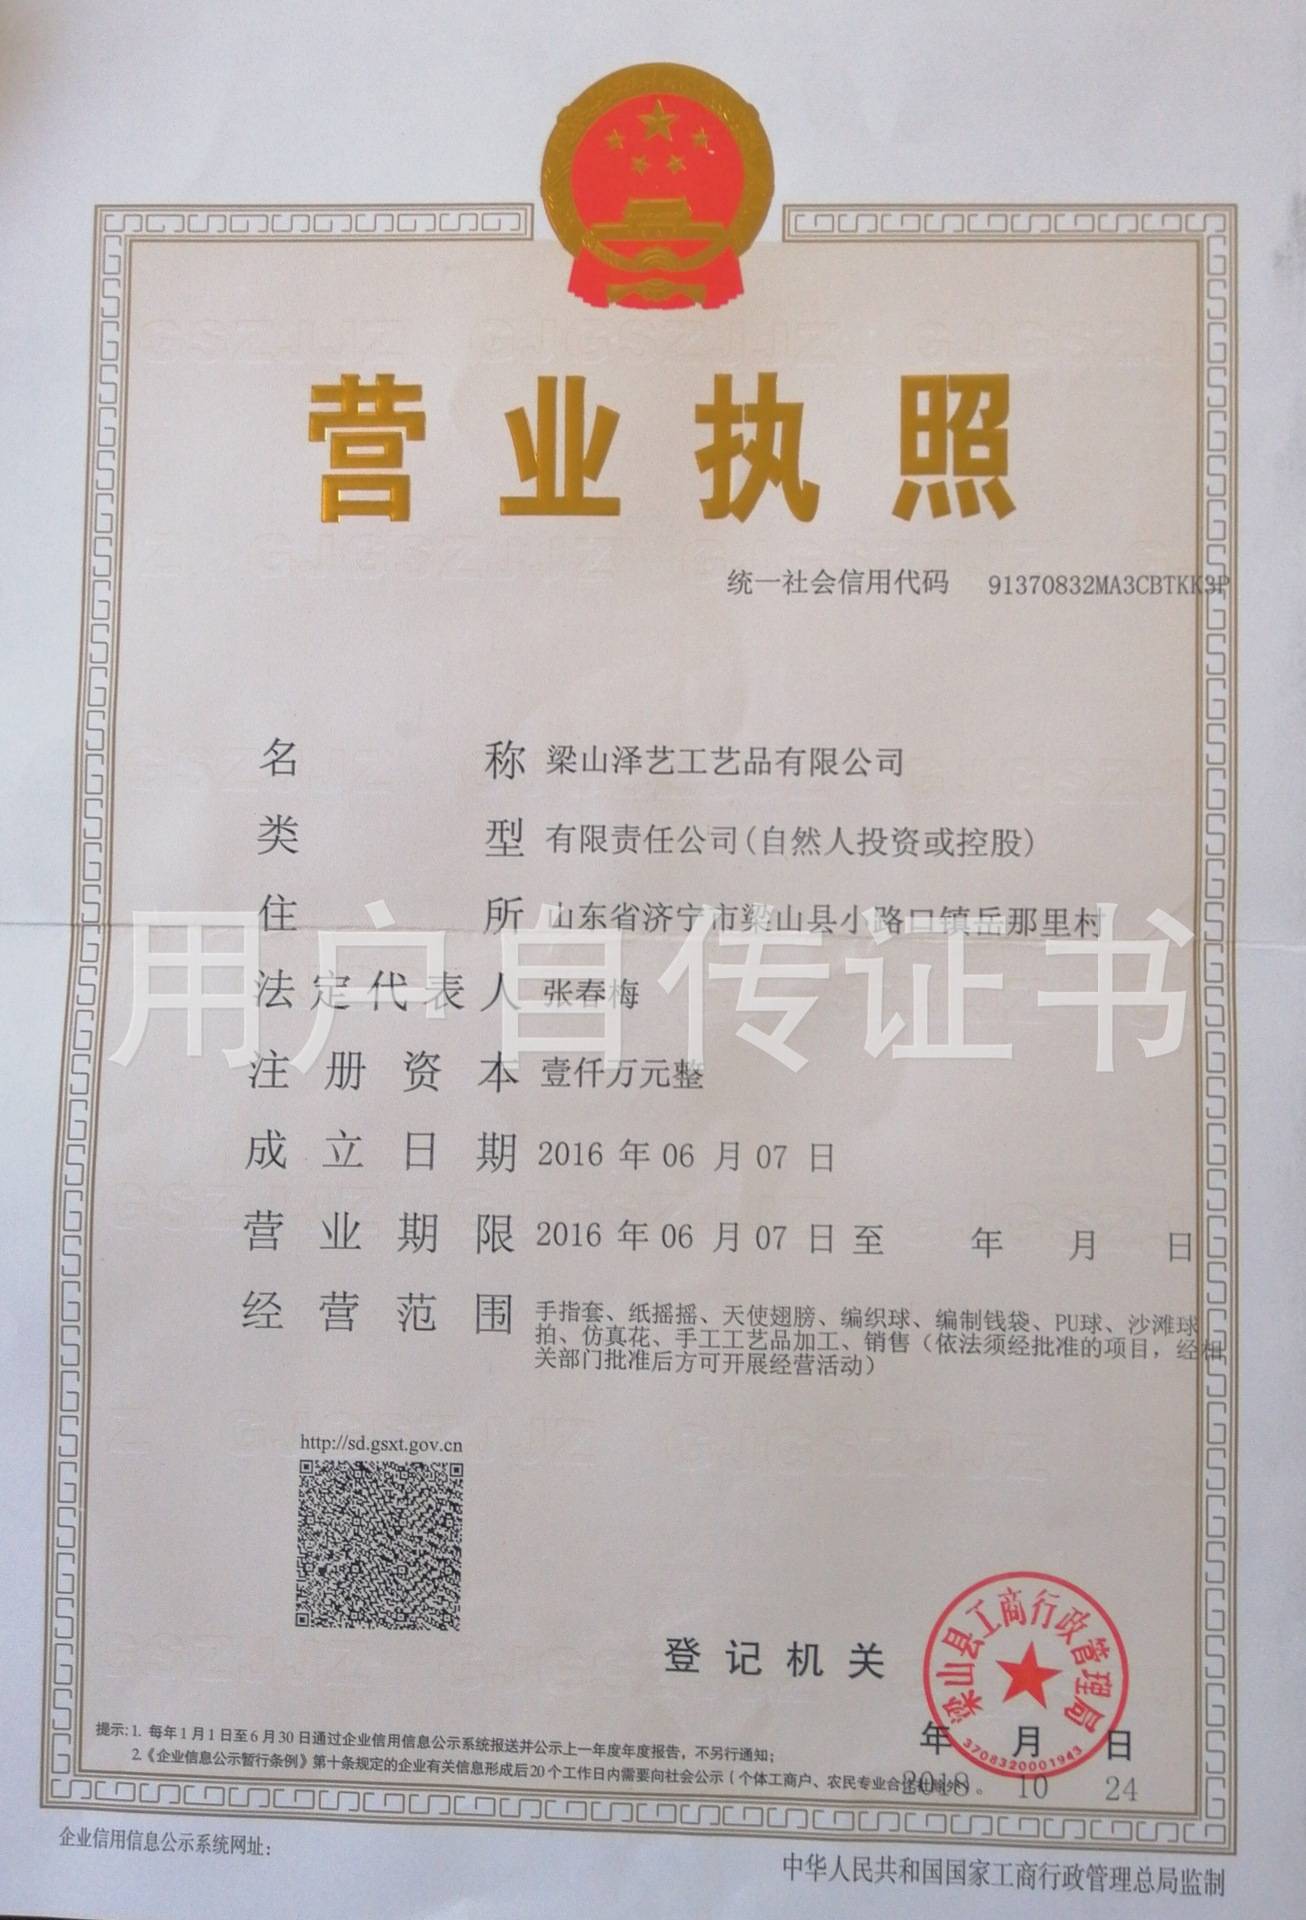 营业执照
统一社会信用代码 91370832MA3CBTKK3P
名称 梁山泽艺工艺品有限公司
类型 有限责任公司(自然人投资或控股)
住所 山东省济宁市梁山县小路口镇岳那里村
用户自传证书
法定代表人 张春梅
注册资本 壹仟万元整
成立日期 2016 年 06 月 07 日
营业期限 2016 年 06 月 07 日 至 年 月 日
经营范围 手指套、纸摇摇、天使翅膀、编织球、编制钱袋、PU球、沙滩球
拍、仿真花、手工工艺品加工、销售（依法须经批准的项目，经相
关部门批准后方可开展经营活动）
http://sd.gsxt.gov.cn
登记机关
梁山县工商行政管理局
3708320001943
年 月 日
2018 10 24
提示: 1. 每年1月1日至6月30日通过企业信用信息公示系统报送并公示上一年度年度报告，不另行通知;
2.《企业信息公示暂行条例》第十条规定的企业有关信息形成后20个工作日内需要向社会公示（个体工商户、农民专业合作社除外）。
企业信用信息公示系统网址:
中华人民共和国国家工商行政管理总局监制